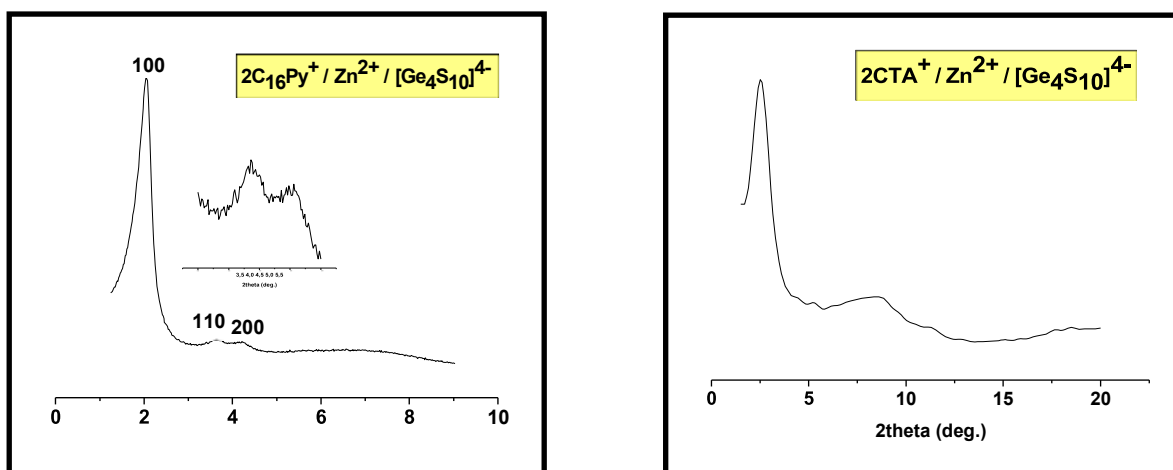 2C16Py+ / Zn2+ / [Ge4S10]4-
100
3,5 4,0 4,5 5,0 5,5
2theta (deg.)
110
200
0 2 4 6 8 10
2CTA+ / Zn2+ / [Ge4S10]4-
0 5 10 15 20
2theta (deg.)